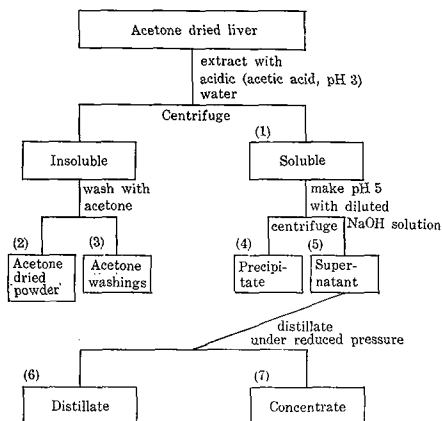 Acetone dried liver
extract with
acidic (acetic acid, pH 3)
water
Centrifuge
(1)
Insoluble
Soluble
wash with
acetone
make pH 5
with diluted
NaOH solution
centrifuge
(2)
(3)
(4)
(5)
Acetone
dried
powder
Acetone
washings
Precipi-
tate
Super-
natant
distillate
under reduced pressure
(6)
(7)
Distillate
Concentrate